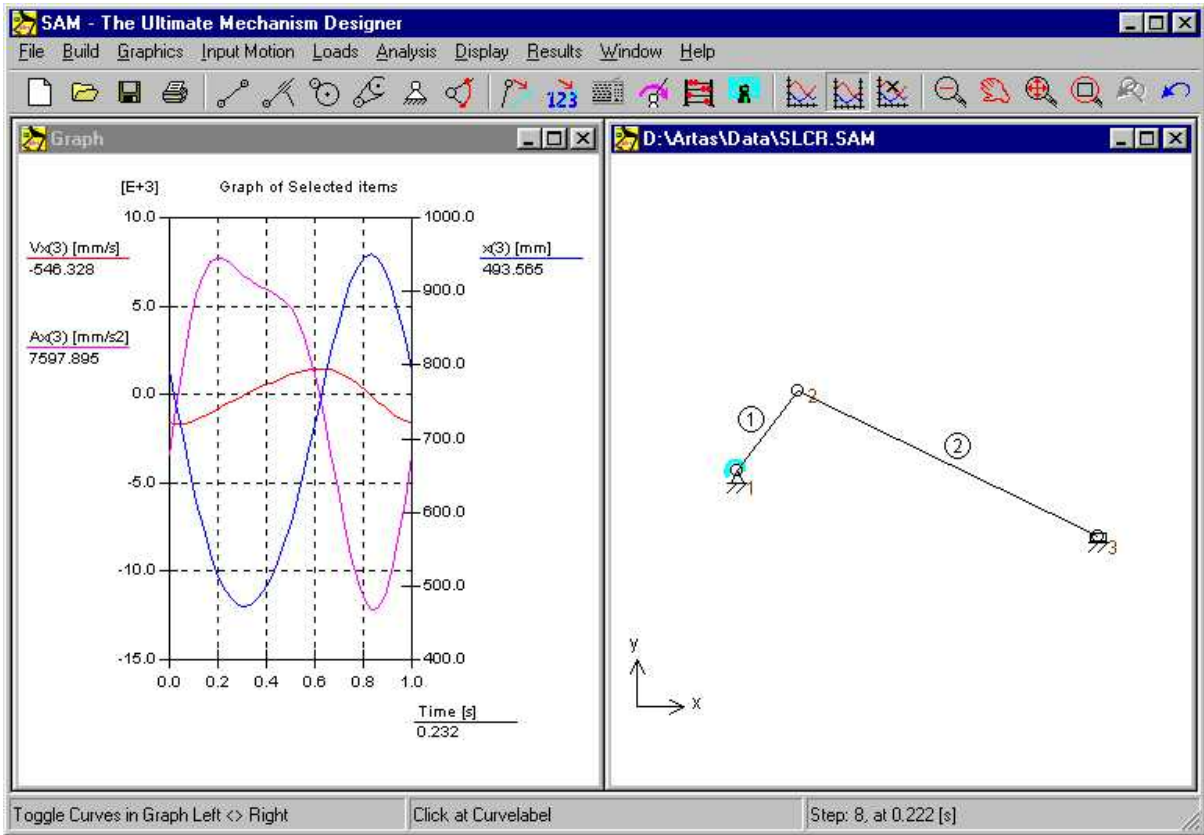 SAM - The Ultimate Mechanism Designer
File Build Graphics Input Motion Loads Analysis Display Results Window Help
123
Graph
[E+3] Graph of Selected items
10.0 1000.0
Vx(3) [mm/s] x(3) [mm]
-546.328 493.565
900.0
5.0
Ax(3) [mm/s2]
7597.895
800.0
0.0
700.0
-5.0
600.0
-10.0
500.0
-15.0 400.0
0.0 0.2 0.4 0.6 0.8 1.0
Time [s]
0.232
D:\Artas\Data\SLCR.SAM
2
1
2
1
3
y
x
Toggle Curves in Graph Left <> Right Click at Curvelabel Step: 8, at 0.222 [s]